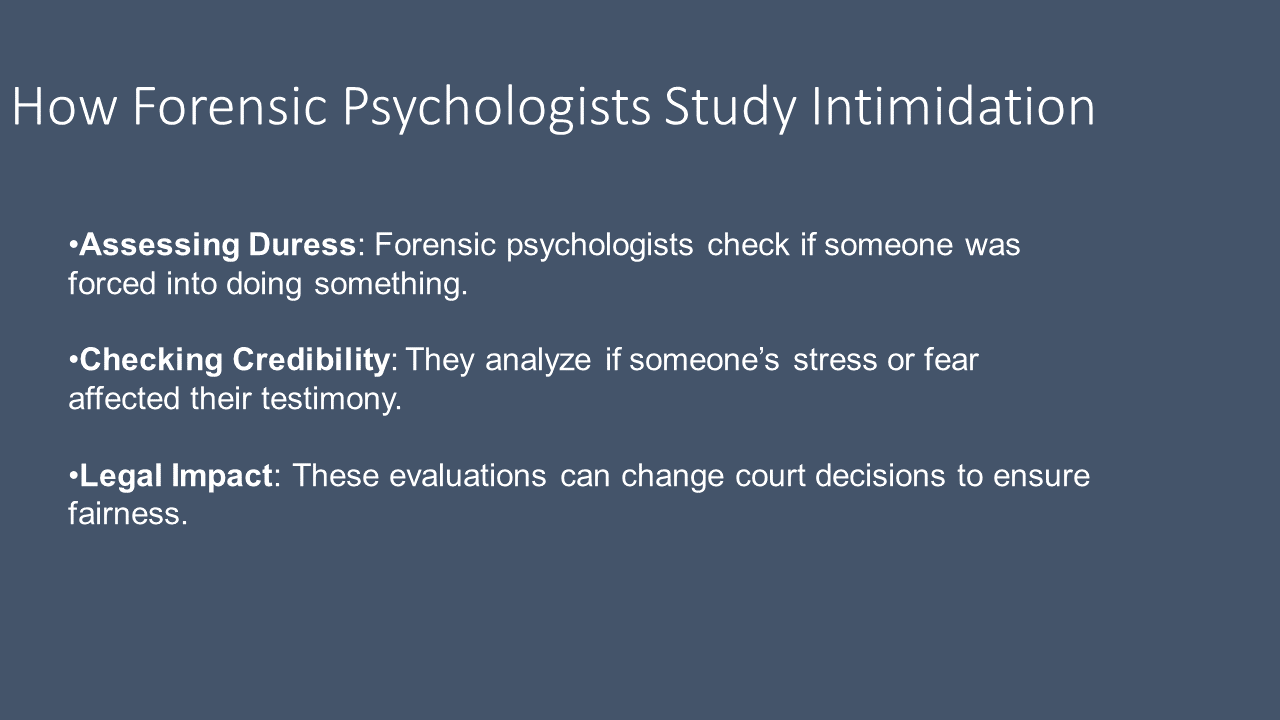 How Forensic Psychologists Study Intimidation
•Assessing Duress: Forensic psychologists check if someone was
forced into doing something.
•Checking Credibility: They analyze if someone’s stress or fear
affected their testimony.
•Legal Impact: These evaluations can change court decisions to ensure
fairness.